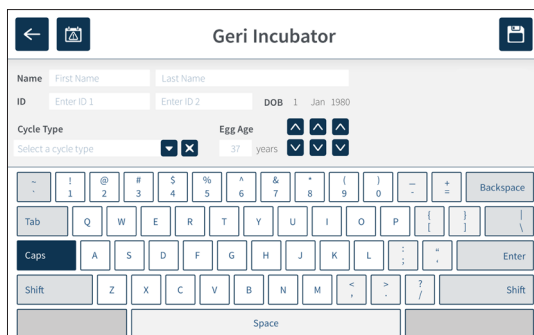 Geri Incubator
Name First Name Last Name
ID Enter ID 1 Enter ID 2 DOB 1 Jan 1980
Cycle Type Egg Age
Select a cycle type 37 years
~ ! @ # $ % ^ & * ( ) _ +
` 1 2 3 4 5 6 7 8 9 0 - = Backspace
Tab Q W E R T Y U I O P { } |
[ ] \
Caps A S D F G H J K L : “ Enter
; ‘
Shift Z X C V B N M < > ? Shift
, . /
Space